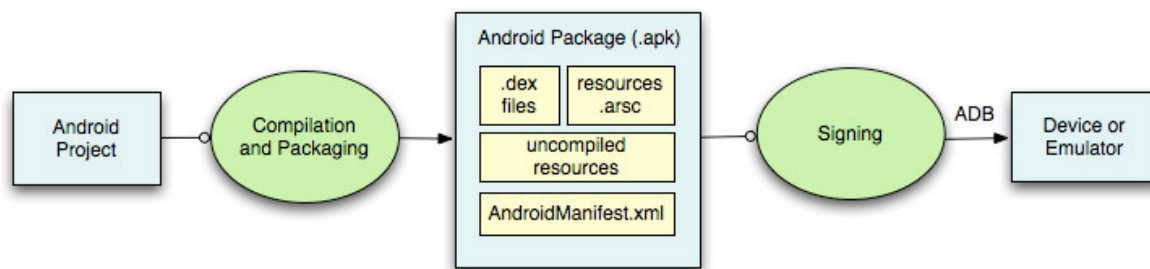 Android
Project
Compilation
and Packaging
Android Package (.apk)
.dex
files
resources
.arsc
uncompiled
resources
AndroidManifest.xml
Signing
ADB
Device or
Emulator